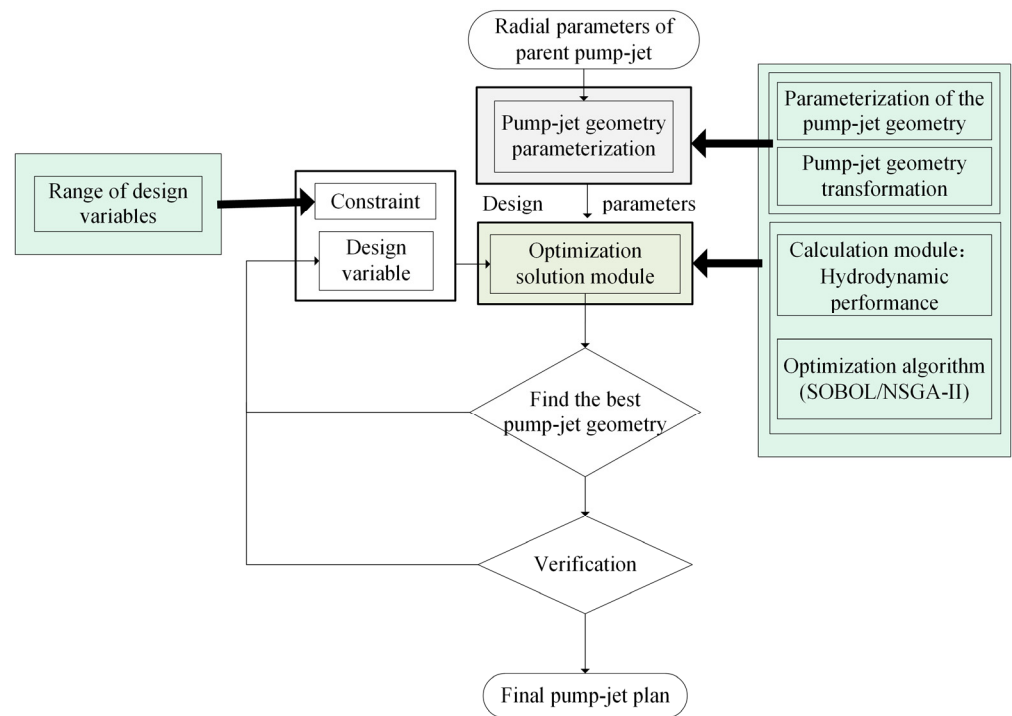 Radial parameters of
parent pump-jet
Pump-jet geometry
parameterization
Parameterization of the
pump-jet geometry
Pump-jet geometry
transformation
Range of design
variables
Constraint
Design
variable
Design parameters
Optimization
solution module
Calculation module：
Hydrodynamic
performance
Optimization algorithm
(SOBOL/NSGA-II)
Find the best
pump-jet geometry
Verification
Final pump-jet plan